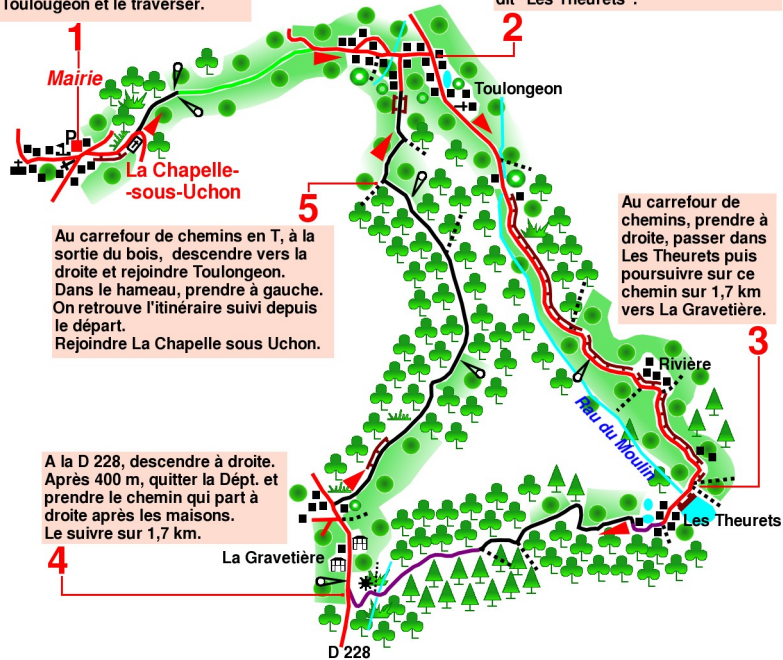 Toulougeon et le traverser.
dit "Les Theurets".
1
Mairie
P
La Chapelle-
-sous-Uchon
2
Toulongeon
5
Au carrefour de chemins en T, à la
sortie du bois, descendre vers la
droite et rejoindre Toulongeon.
Dans le hameau, prendre à gauche.
On retrouve l'itinéraire suivi depuis
le départ.
Rejoindre La Chapelle sous Uchon.
Au carrefour de
chemins, prendre à
droite, passer dans
Les Theurets puis
poursuivre sur ce
chemin sur 1,7 km
vers La Gravetière.
3
Rivière
Rau du Moulin
A la D 228, descendre à droite.
Après 400 m, quitter la Dépt. et
prendre le chemin qui part à
droite après les maisons.
Le suivre sur 1,7 km.
4
La Gravetière
Les Theurets
D 228